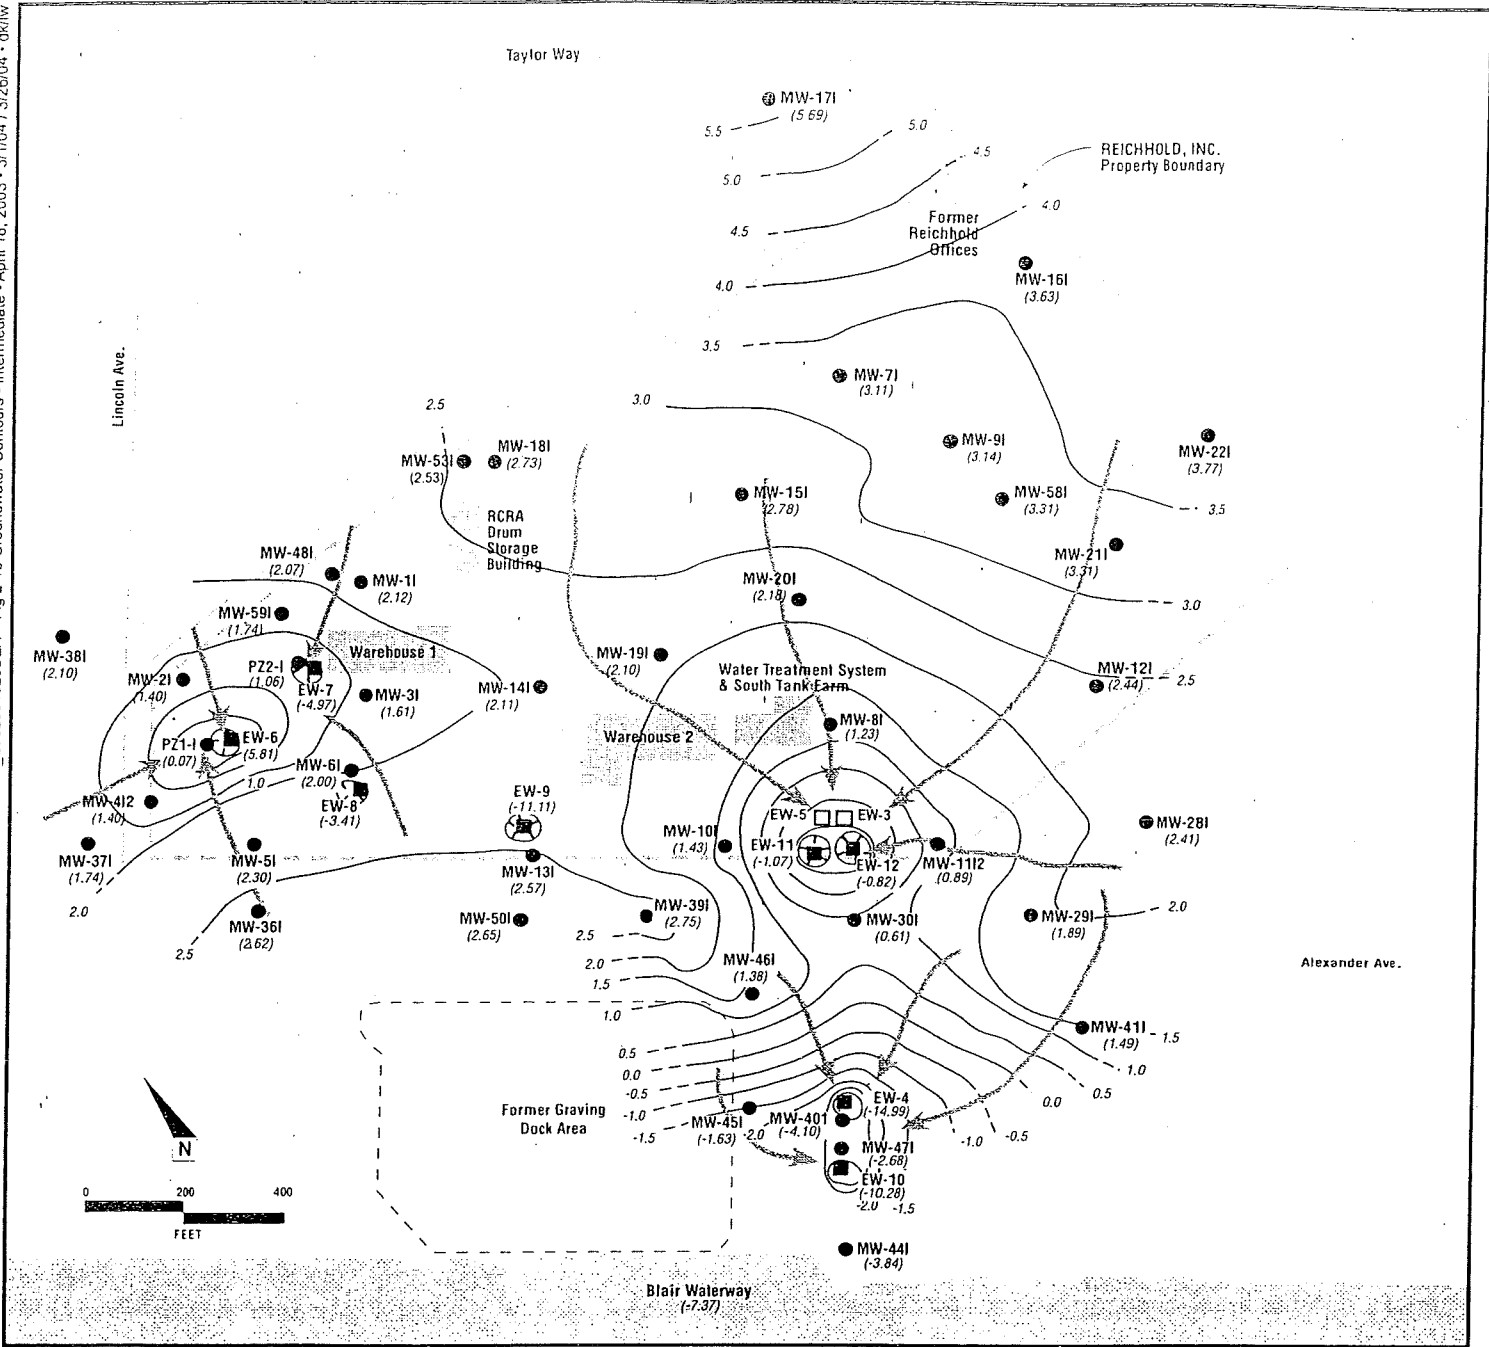 Taylor Way
MW-17I
(5.69)
5.5
5.0
4.5
5.0
REICHHOLD, INC.
Property Boundary
4.0
4.5
Former
Reichhold
Offices
4.0
MW-16I
(3.63)
3.5
Lincoln Ave.
MW-7I
(3.11)
2.5
3.0
MW-9I
(3.14)
MW-22I
(3.77)
MW-18I
(2.73)
MW-53I
(2.53)
MW-15I
(2.78)
MW-58I
(3.31)
3.5
RCRA
Drum
Storage
Building
MW-48I
(2.07)
MW-1I
(2.12)
MW-21I
(3.31)
MW-20I
(2.18)
3.0
MW-59I
(1.74)
MW-38I
(2.10)
Warehouse 1
MW-19I
(2.10)
PZ2-I
(1.06)
MW-2I
(1.40)
EW-7
(-4.97)
MW-3I
(1.61)
MW-14I
(2.11)
Water Treatment System
& South Tank Farm
MW-12I
(2.44)
2.5
MW-8I
(1.23)
Warehouse 2
PZ1-I
(0.07)
EW-6
(5.81)
MW-6I
(2.00)
1.0
EW-8
(-3.41)
MW-4I2
(1.40)
EW-9
(-11.11)
EW-5
EW-3
MW-28I
(2.41)
MW-10I
(1.43)
EW-11
(-1.07)
EW-12
(-0.82)
MW-11I2
(0.89)
MW-37I
(1.74)
MW-5I
(2.30)
MW-13I
(2.57)
2.0
MW-36I
(2.62)
2.5
MW-50I
(2.65)
MW-39I
(2.75)
2.5
MW-30I
(0.61)
MW-29I
(1.89)
2.0
2.0
1.5
MW-46I
(1.38)
Alexander Ave.
1.0
MW-41I
(1.49)
1.5
0.5
0.0
-0.5
-1.0
-1.5
1.0
0.5
0.0
-0.5
-1.0
Former Graving
Dock Area
MW-45I
(-1.63)
-2.0
EW-4
(-14.99)
MW-401
(-4.10)
MW-47I
(-2.68)
EW-10
(-10.28)
-2.0
-1.5
N
0
200
400
FEET
MW-44I
(-3.84)
Blair Waterway
(-7.37)